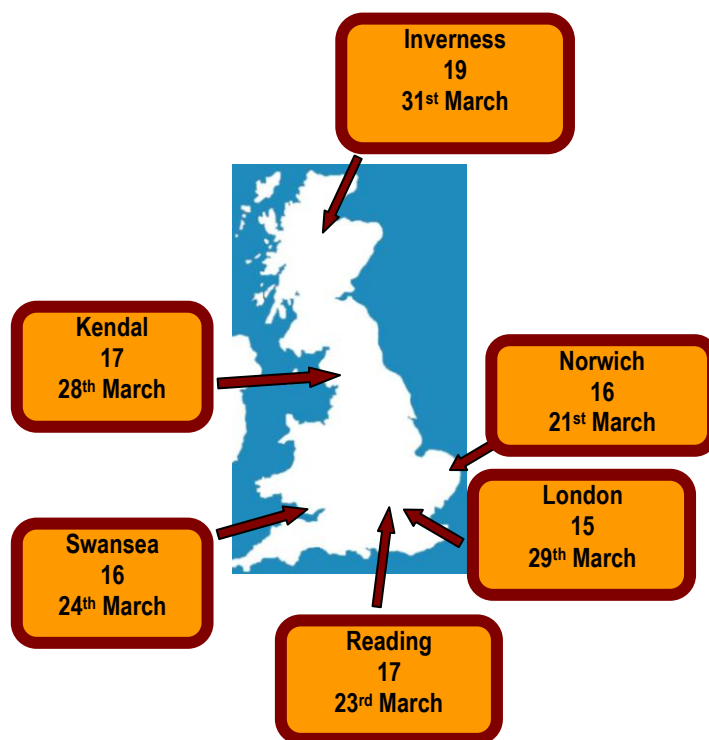 Inverness
19
31st March
Kendal
17
28th March
Norwich
16
21st March
London
15
29th March
Swansea
16
24th March
Reading
17
23rd March